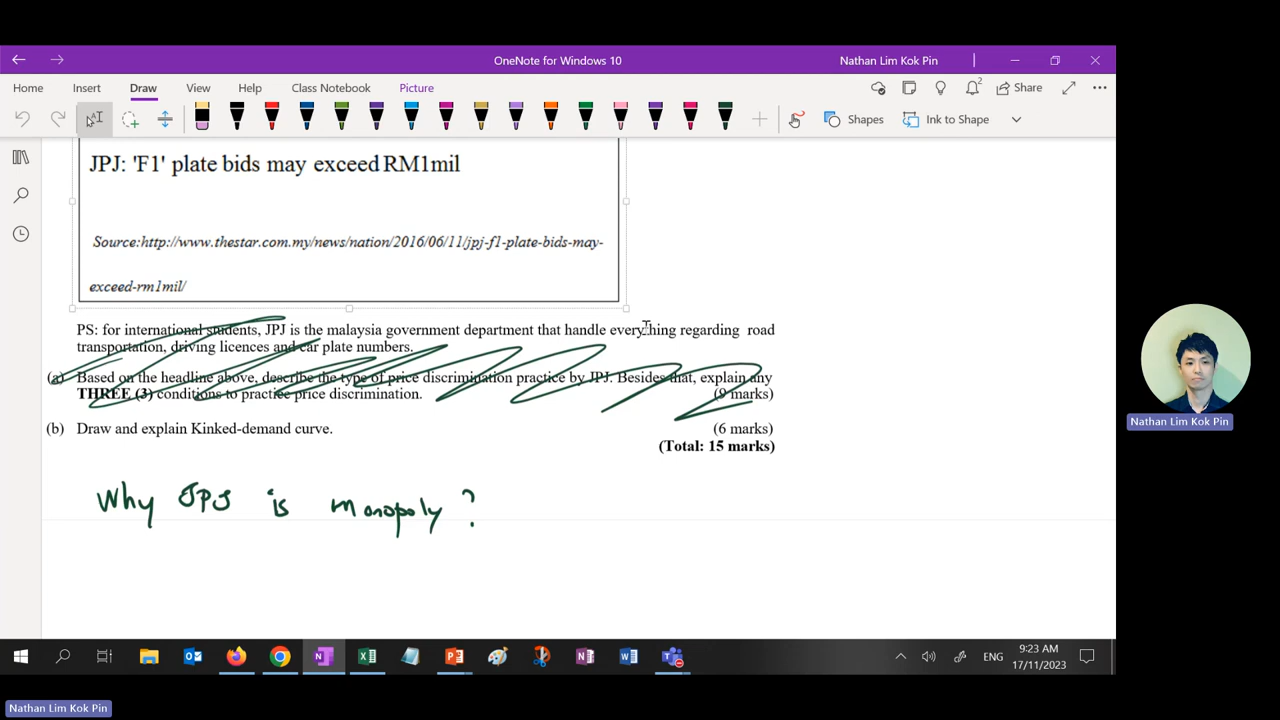 OneNote for Windows 10
Nathan Lim Kok Pin
Home
Insert
Draw
View
Help
Class Notebook
Picture
2
Share
Shapes
Ink to Shape
JPJ: 'F1' plate bids may exceed RM1mil
Source:http://www.thestar.com.my/news/nation/2016/06/11/jpj-f1-plate-bids-may-
exceed-rm1mil/
PS: for international students, JPJ is the malaysia government department that handle everything regarding road
transportation, driving licences and car plate numbers.
(a) Based on the headline above, describe the type of price discrimination practice by JPJ. Besides that, explain any
THREE (3) conditions to practice price discrimination. (9 marks)
(b) Draw and explain Kinked-demand curve. (6 marks)
(Total: 15 marks)
Why JPJ is monopoly ?
Nathan Lim Kok Pin
ENG
9:23 AM
17/11/2023
Nathan Lim Kok Pin